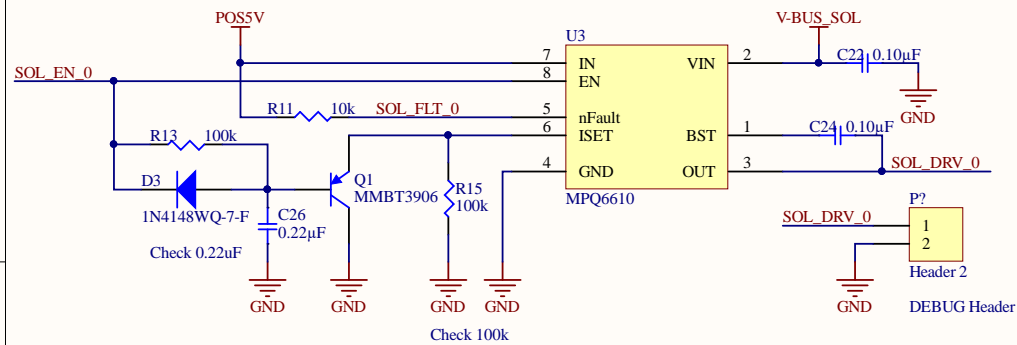 POS5V
V-BUS_SOL
U3
SOL_EN_0
7 IN VIN 2
C22 0.10µF
8 EN
GND
R11 10k SOL_FLT_0 5 nFault
6 ISET BST 1
C24 0.10µF
R13 100k
4 GND OUT 3
SOL_DRV_0
D3
Q1
MMBT3906
R15
100k
MPQ6610
P?
1N4148WQ-7-F
C26
0.22µF
SOL_DRV_0
1
2
Check 0.22uF
Header 2
GND GND GND GND GND
DEBUG Header
Check 100k